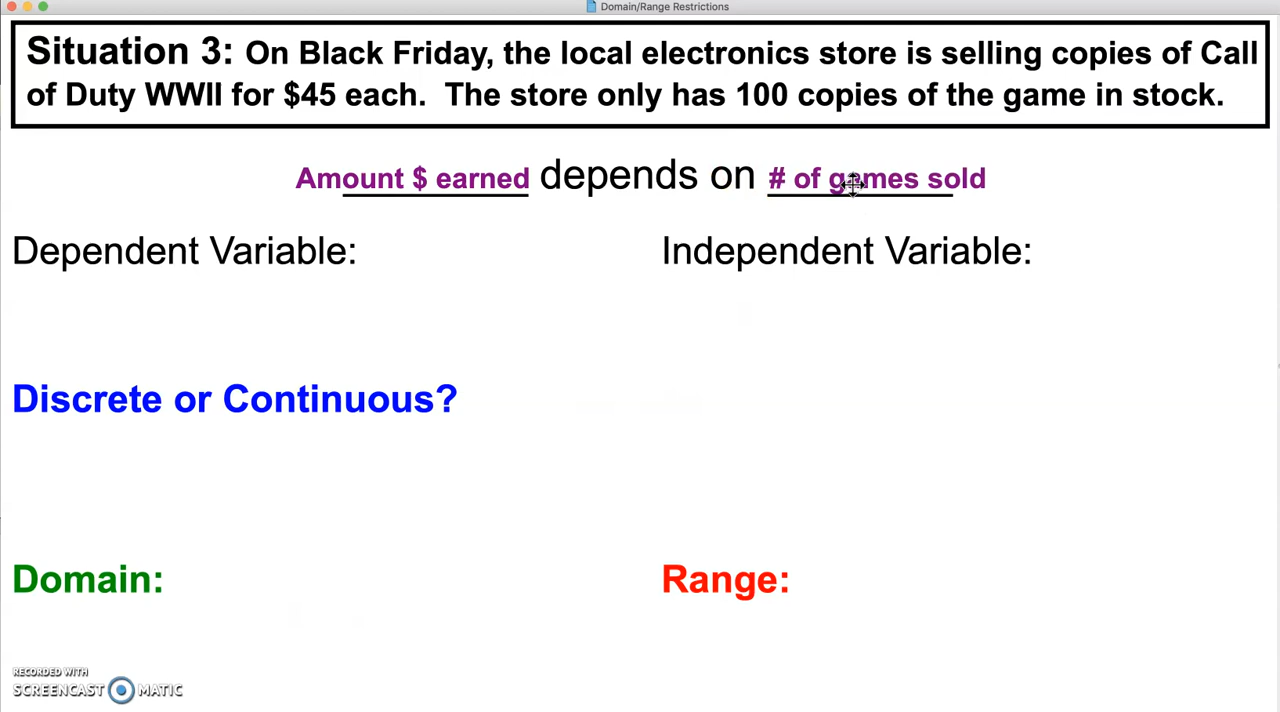 Domain/Range Restrictions
Situation 3: On Black Friday, the local electronics store is selling copies of Call
of Duty WWII for $45 each. The store only has 100 copies of the game in stock.
Amount $ earned depends on # of games sold
Dependent Variable: Independent Variable:
Discrete or Continuous?
Domain: Range:
RECORDED WITH
SCREENCAST MATIC